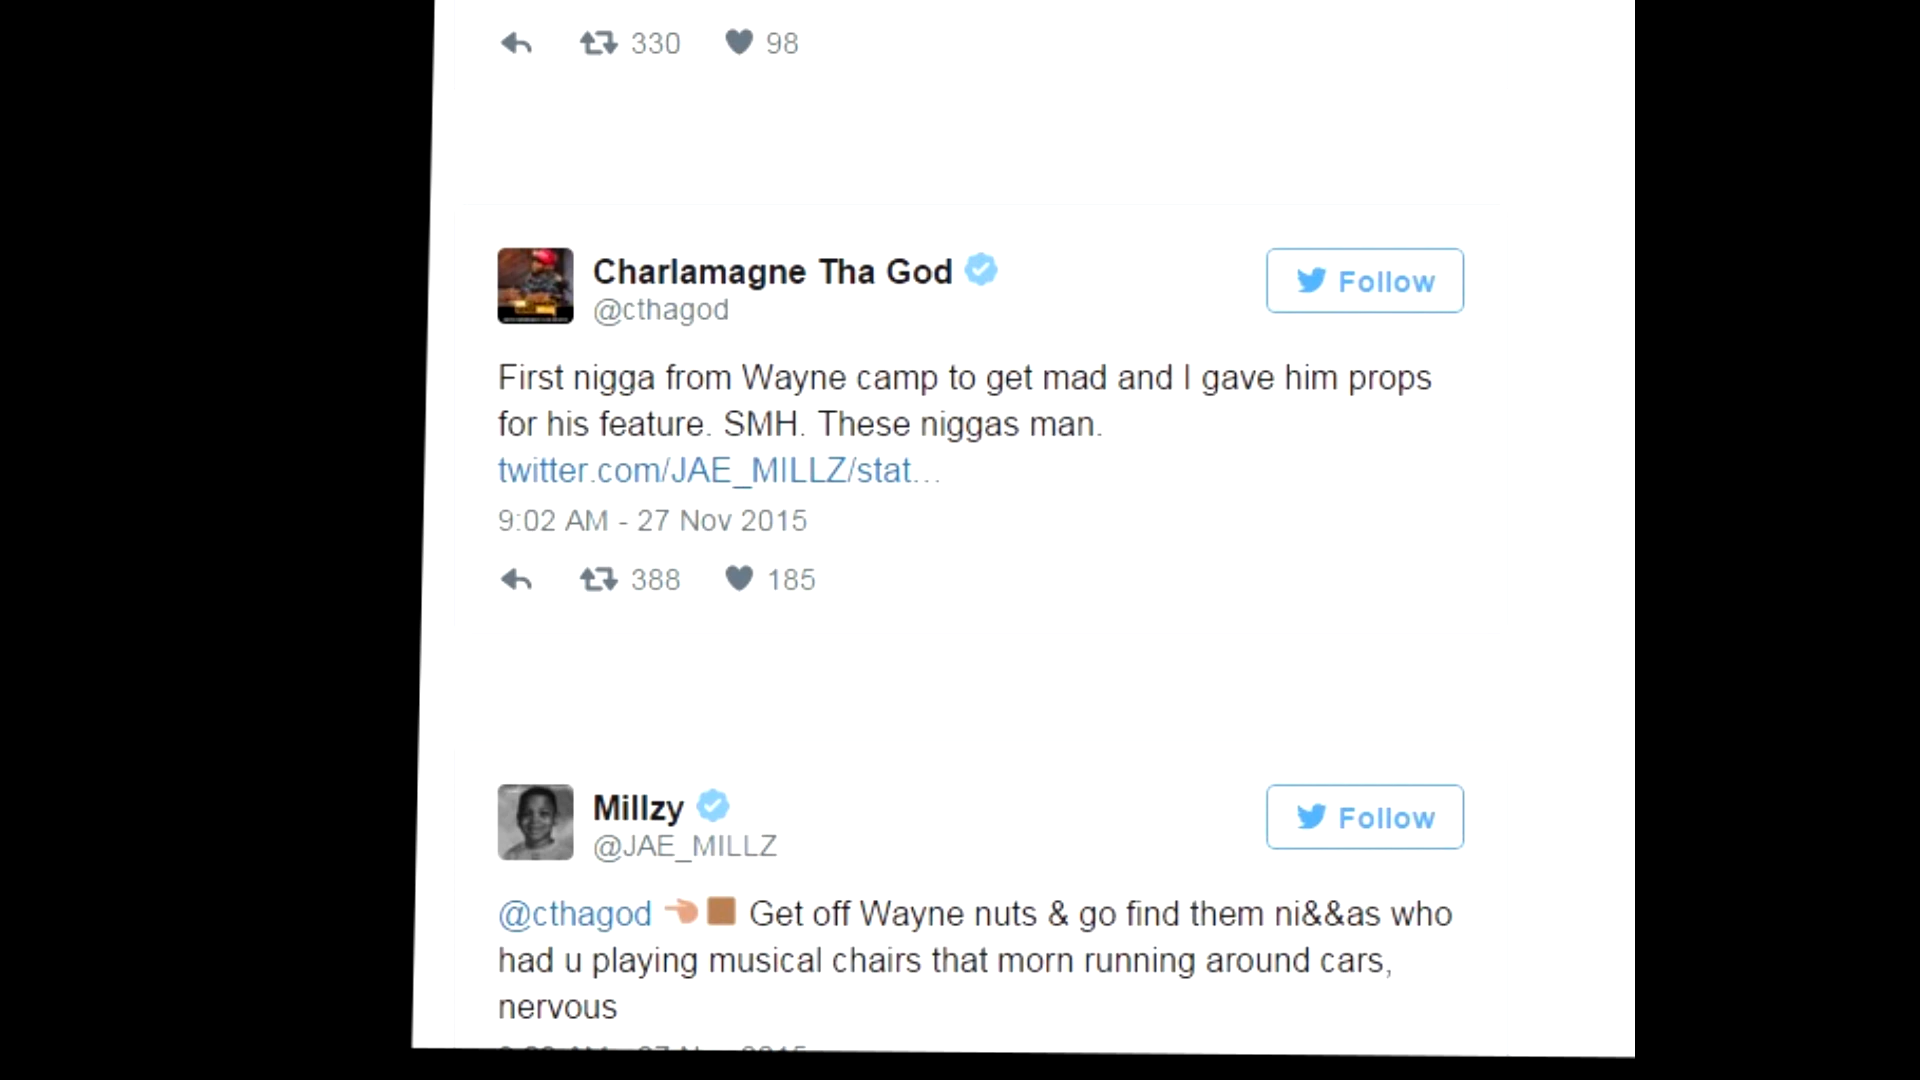 330 98
Charlamagne Tha God
@cthagod
Follow
First nigga from Wayne camp to get mad and I gave him props
for his feature. SMH. These niggas man.
twitter.com/JAE_MILLZ/stat...
9:02 AM - 27 Nov 2015
388 185
Millzy
@JAE_MILLZ
Follow
@cthagod Get off Wayne nuts & go find them ni&&as who
had u playing musical chairs that morn running around cars,
nervous